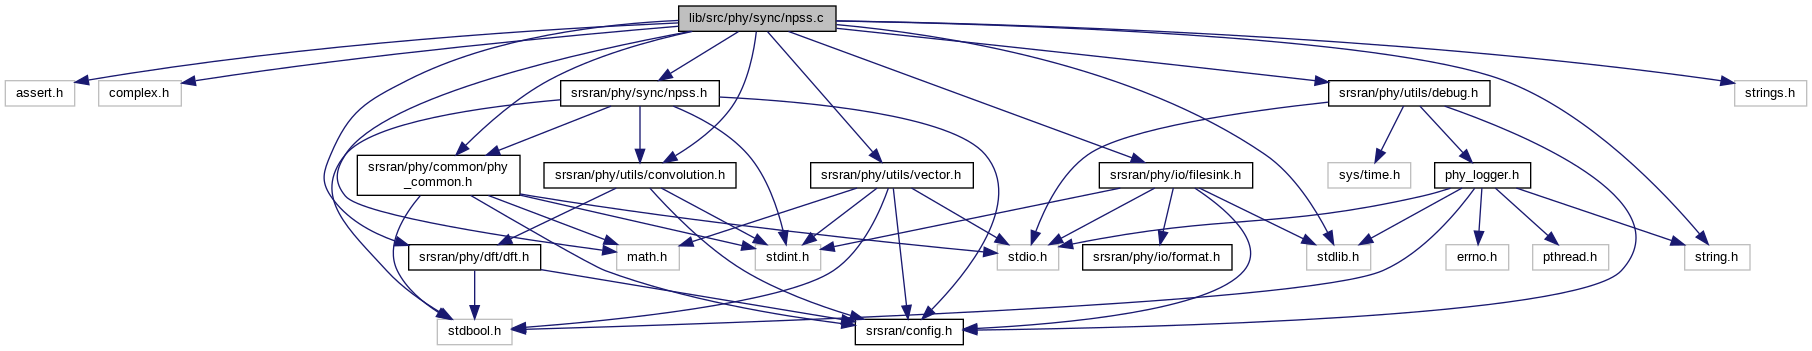 lib/src/phy/sync/npss.c
assert.h
complex.h
srsran/phy/sync/npss.h
srsran/phy/utils/debug.h
strings.h
srsran/phy/common/phy
_common.h
srsran/phy/utils/convolution.h
srsran/phy/utils/vector.h
srsran/phy/io/filesink.h
sys/time.h
phy_logger.h
srsran/phy/dft/dft.h
math.h
stdint.h
stdio.h
srsran/phy/io/format.h
stdlib.h
errno.h
pthread.h
string.h
stdbool.h
srsran/config.h